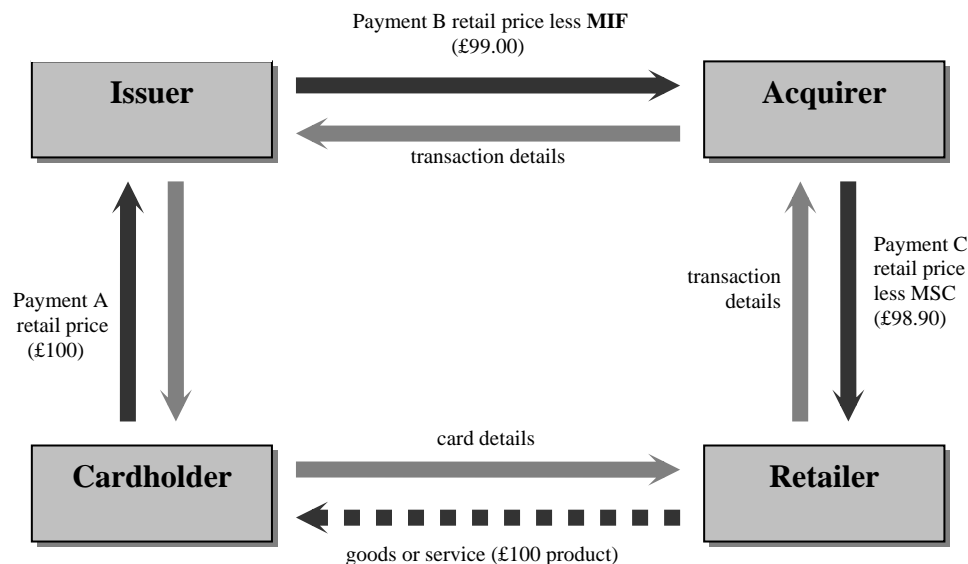 Payment B retail price less MIF
(£99.00)
Issuer
Acquirer
transaction details
Payment A
retail price
(£100)
transaction
details
Payment C
retail price
less MSC
(£98.90)
card details
Cardholder
Retailer
goods or service (£100 product)